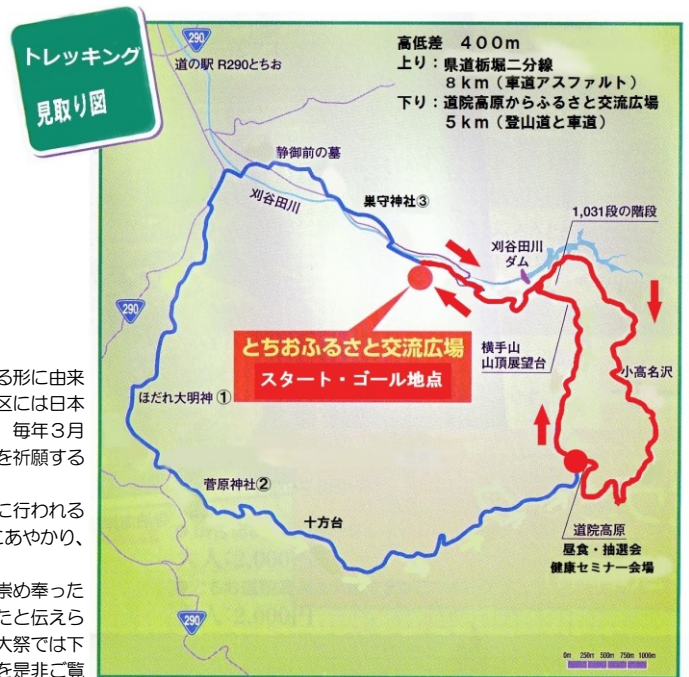 トレッキング
見取り図
290
道の駅 R290とちお
高低差 400m
上り：県道栃堀二分線
8km（車道アスファルト）
下り：道院高原からふるさと交流広場
5km（登山道と車道）
静御前の墓
刈谷田川
巣守神社③
1,031段の階段
刈谷田川
ダム
290
とちおふるさと交流広場
スタート・ゴール地点
横手山
山頂展望台
小高名沢
ほだれ大明神①
菅原神社②
十方台
道院高原
昼食・抽選会
健康セミナー会場
290
0m 250m 500m 750m 1000m
る形に由来
区には日本
毎年３月
を祈願する
に行われる
にあやかり、
崇め奉った
たと伝えら
大祭では下
を是非ご覧